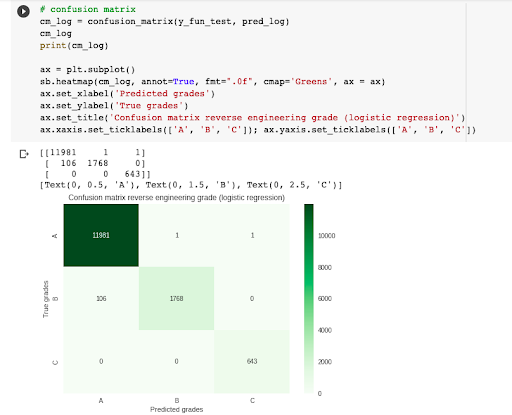 # confusion matrix
cm_log = confusion_matrix(y_fun_test, pred_log)
cm_log
print(cm_log)
ax = plt.subplot()
sb.heatmap(cm_log, annot=True, fmt=".0f", cmap='Greens', ax = ax)
ax.set_xlabel('Predicted grades')
ax.set_ylabel('True grades')
ax.set_title('Confusion matrix reverse engineering grade (logistic regression)')
ax.xaxis.set_ticklabels(['A', 'B', 'C']); ax.yaxis.set_ticklabels(['A', 'B', 'C'])
[[11981 1 1]
[ 106 1768 0]
[ 0 0 643]]
[Text(0, 0.5, 'A'), Text(0, 1.5, 'B'), Text(0, 2.5, 'C')]
Confusion matrix reverse engineering grade (logistic regression)
A
11981 1 1
10000
8000
True grades
B
106 1768 0
6000
4000
C
0 0 643
2000
0
A B C
Predicted grades